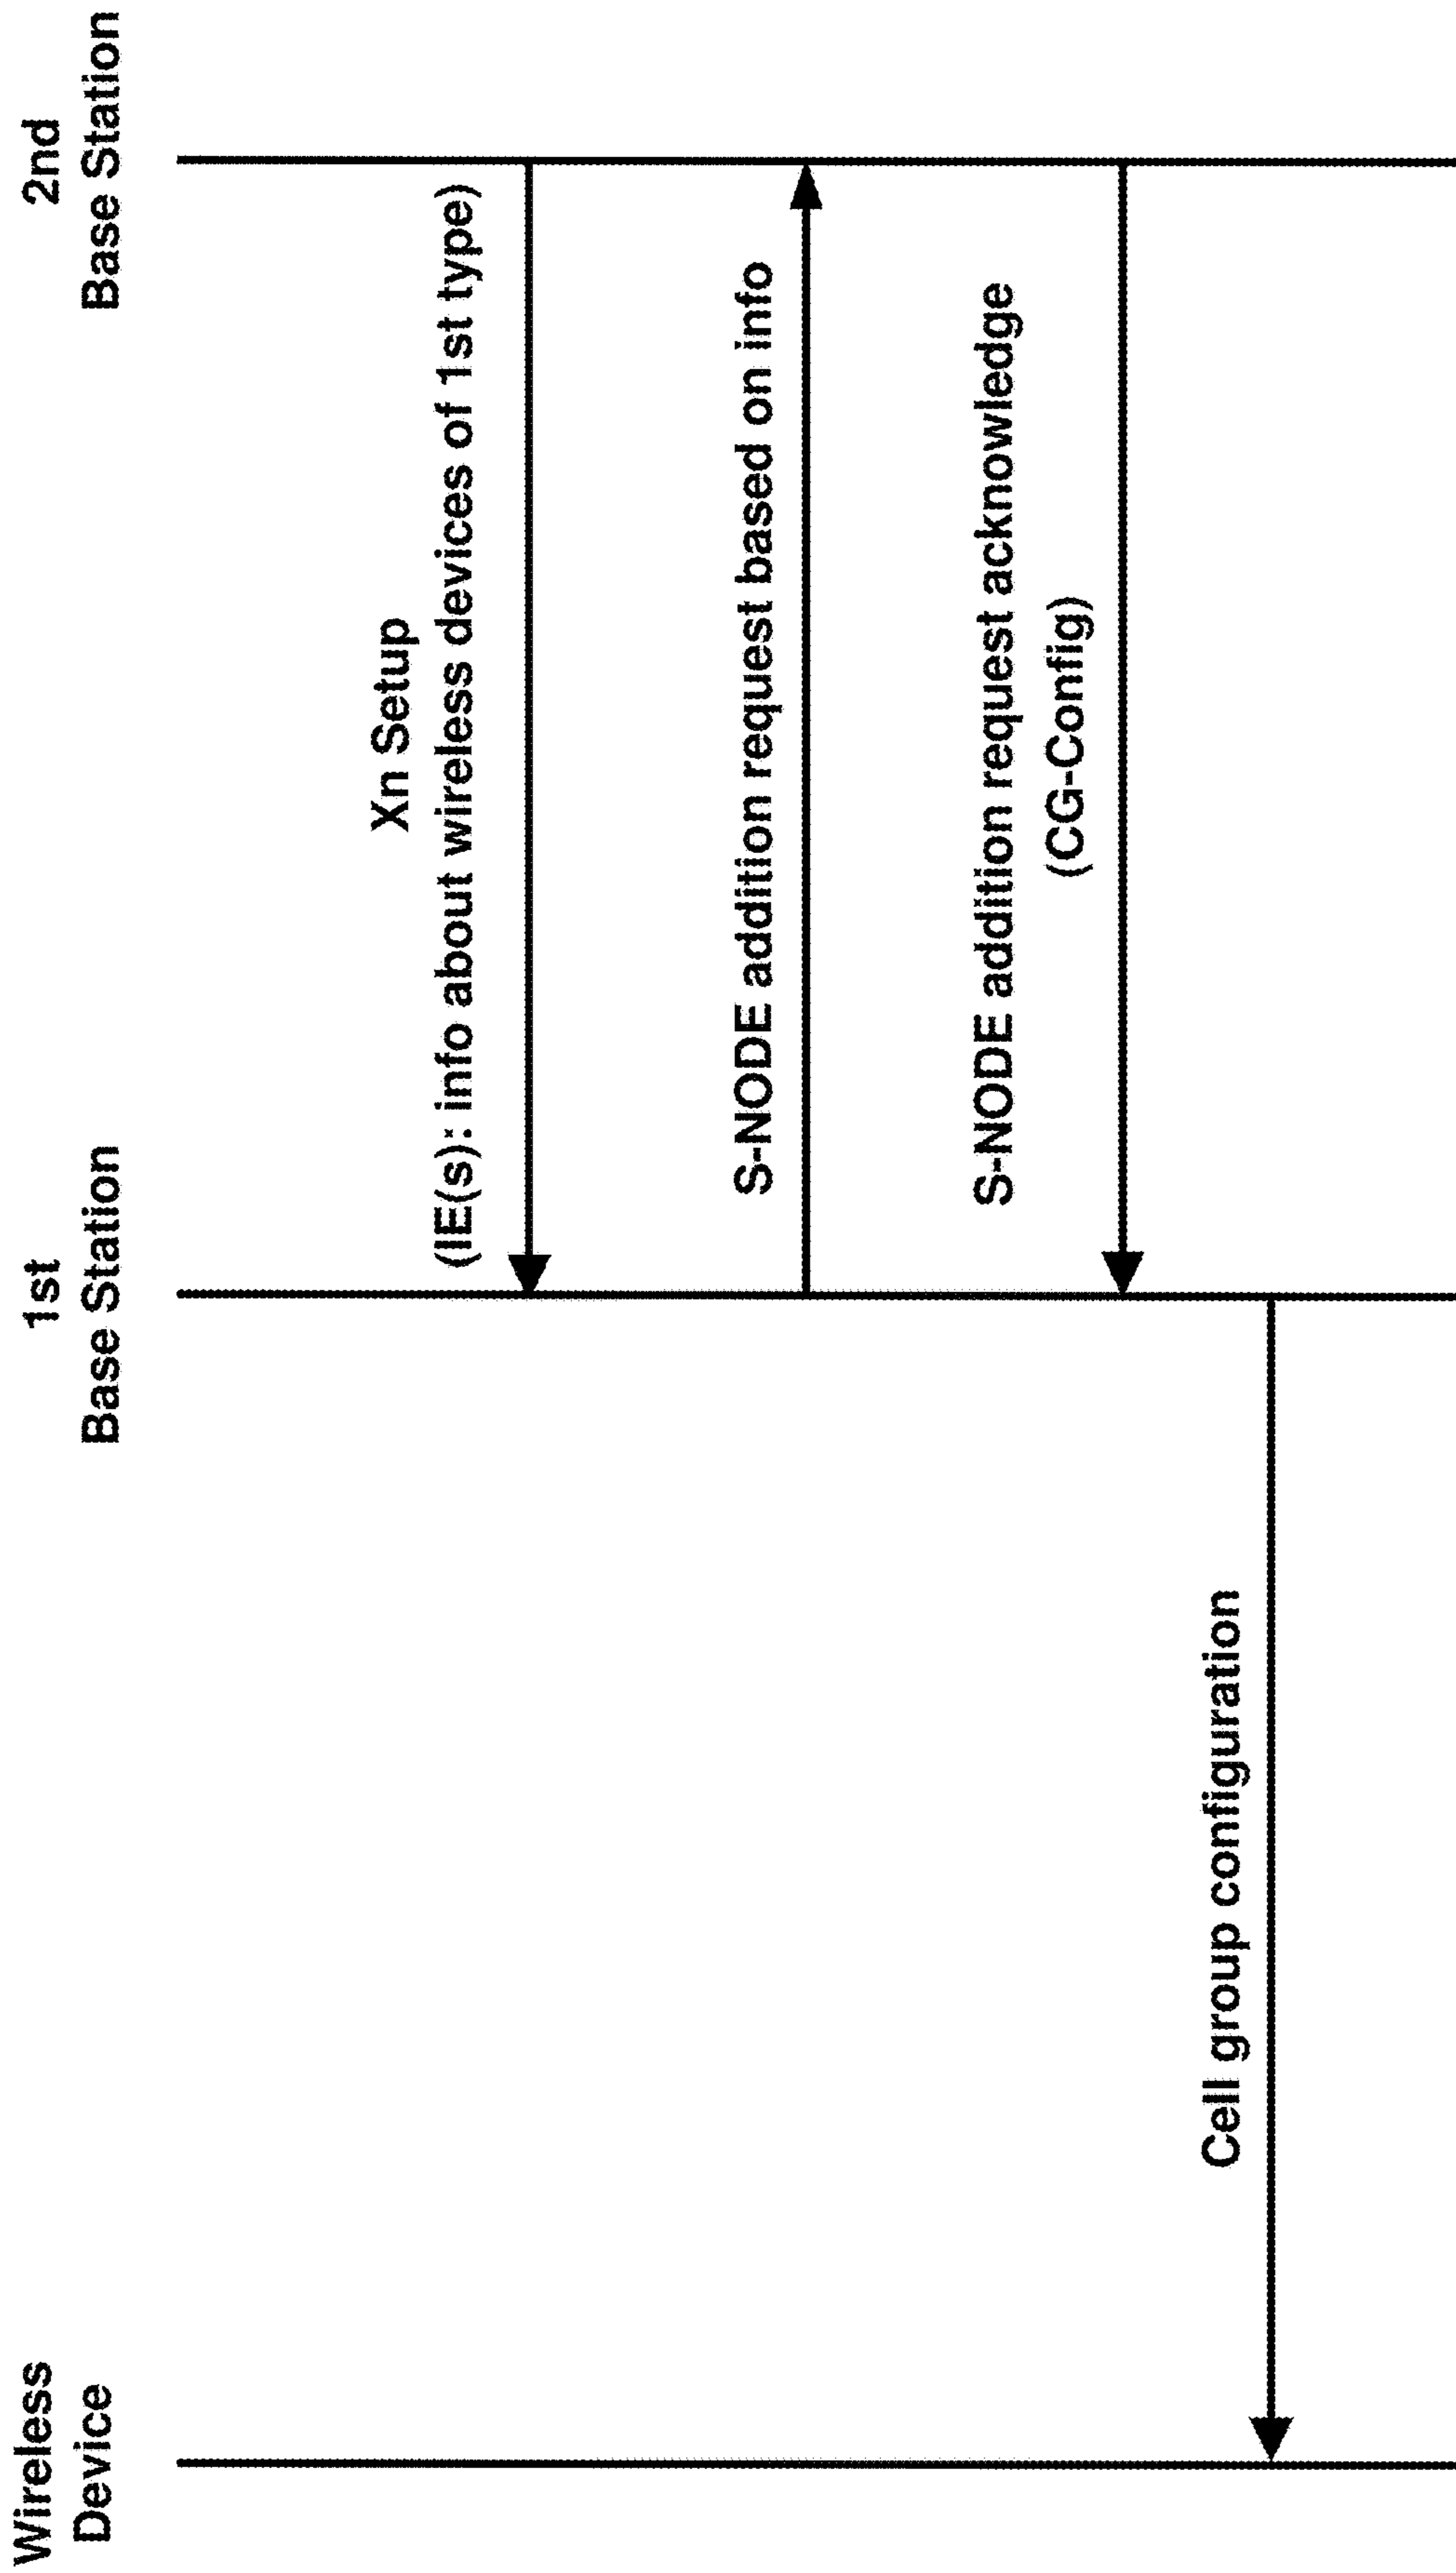 Wireless
Device
1st
Base Station
2nd
Base Station
Xn Setup
(IE(s): info about wireless devices of 1st type)
S-NODE addition request based on info
S-NODE addition request acknowledge
(CG-Config)
Cell group configuration